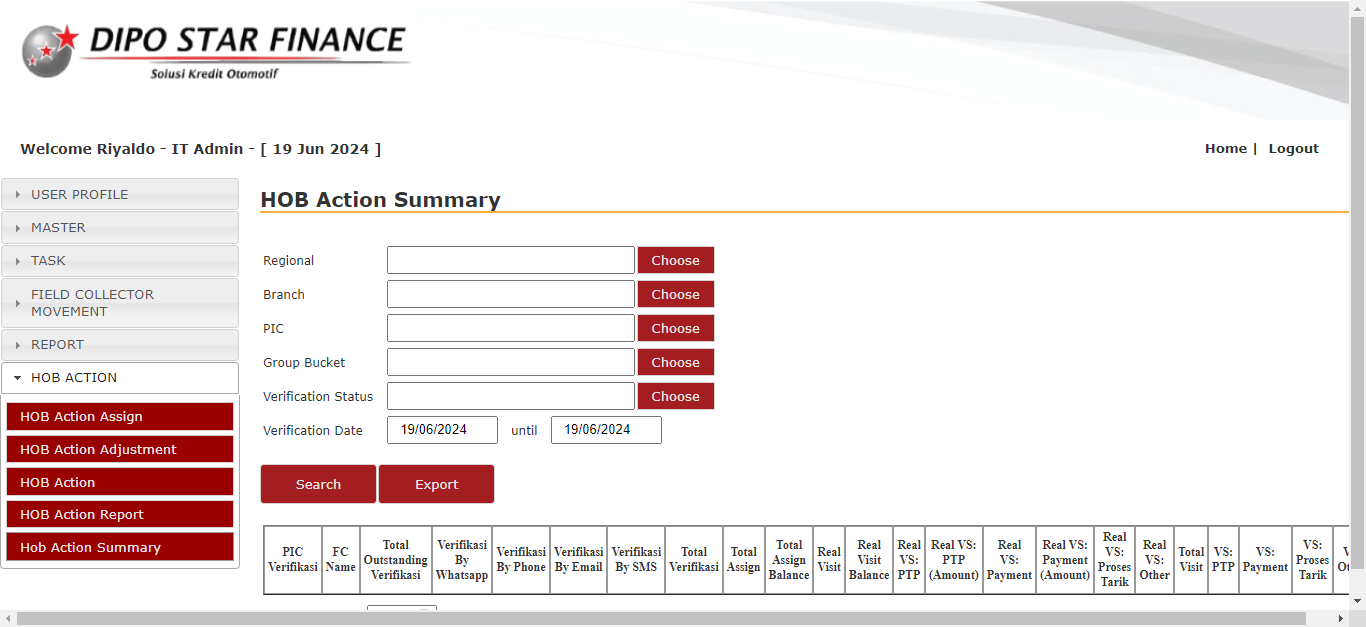 DIPO STAR FINANCE
Solusi Kredit Otomotif
Welcome Riyaldo - IT Admin - [ 19 Jun 2024 ]
Home | Logout
USER PROFILE
MASTER
TASK
FIELD COLLECTOR
MOVEMENT
REPORT
HOB ACTION
HOB Action Assign
HOB Action Adjustment
HOB Action
HOB Action Report
Hob Action Summary
HOB Action Summary
Regional Choose
Branch Choose
PIC Choose
Group Bucket Choose
Verification Status Choose
Verification Date 19/06/2024 until 19/06/2024
Search Export
PIC
Verifikasi
FC
Name
Total
Outstanding
Verifikasi
Verifikasi
By
Whatsapp
Verifikasi
By Phone
Verifikasi
By Email
Verifikasi
By SMS
Total
Verifikasi
Total
Assign
Total
Assign
Balance
Real
Visit
Real
Visit
Balance
Real
VS:
PTP
Real VS:
PTP
(Amount)
Real
VS:
Payment
Real VS:
Payment
(Amount)
Real
VS:
Proses
Tarik
Real
VS:
Other
Total
Visit
VS:
PTP
VS:
Payment
VS:
Proses
Tarik